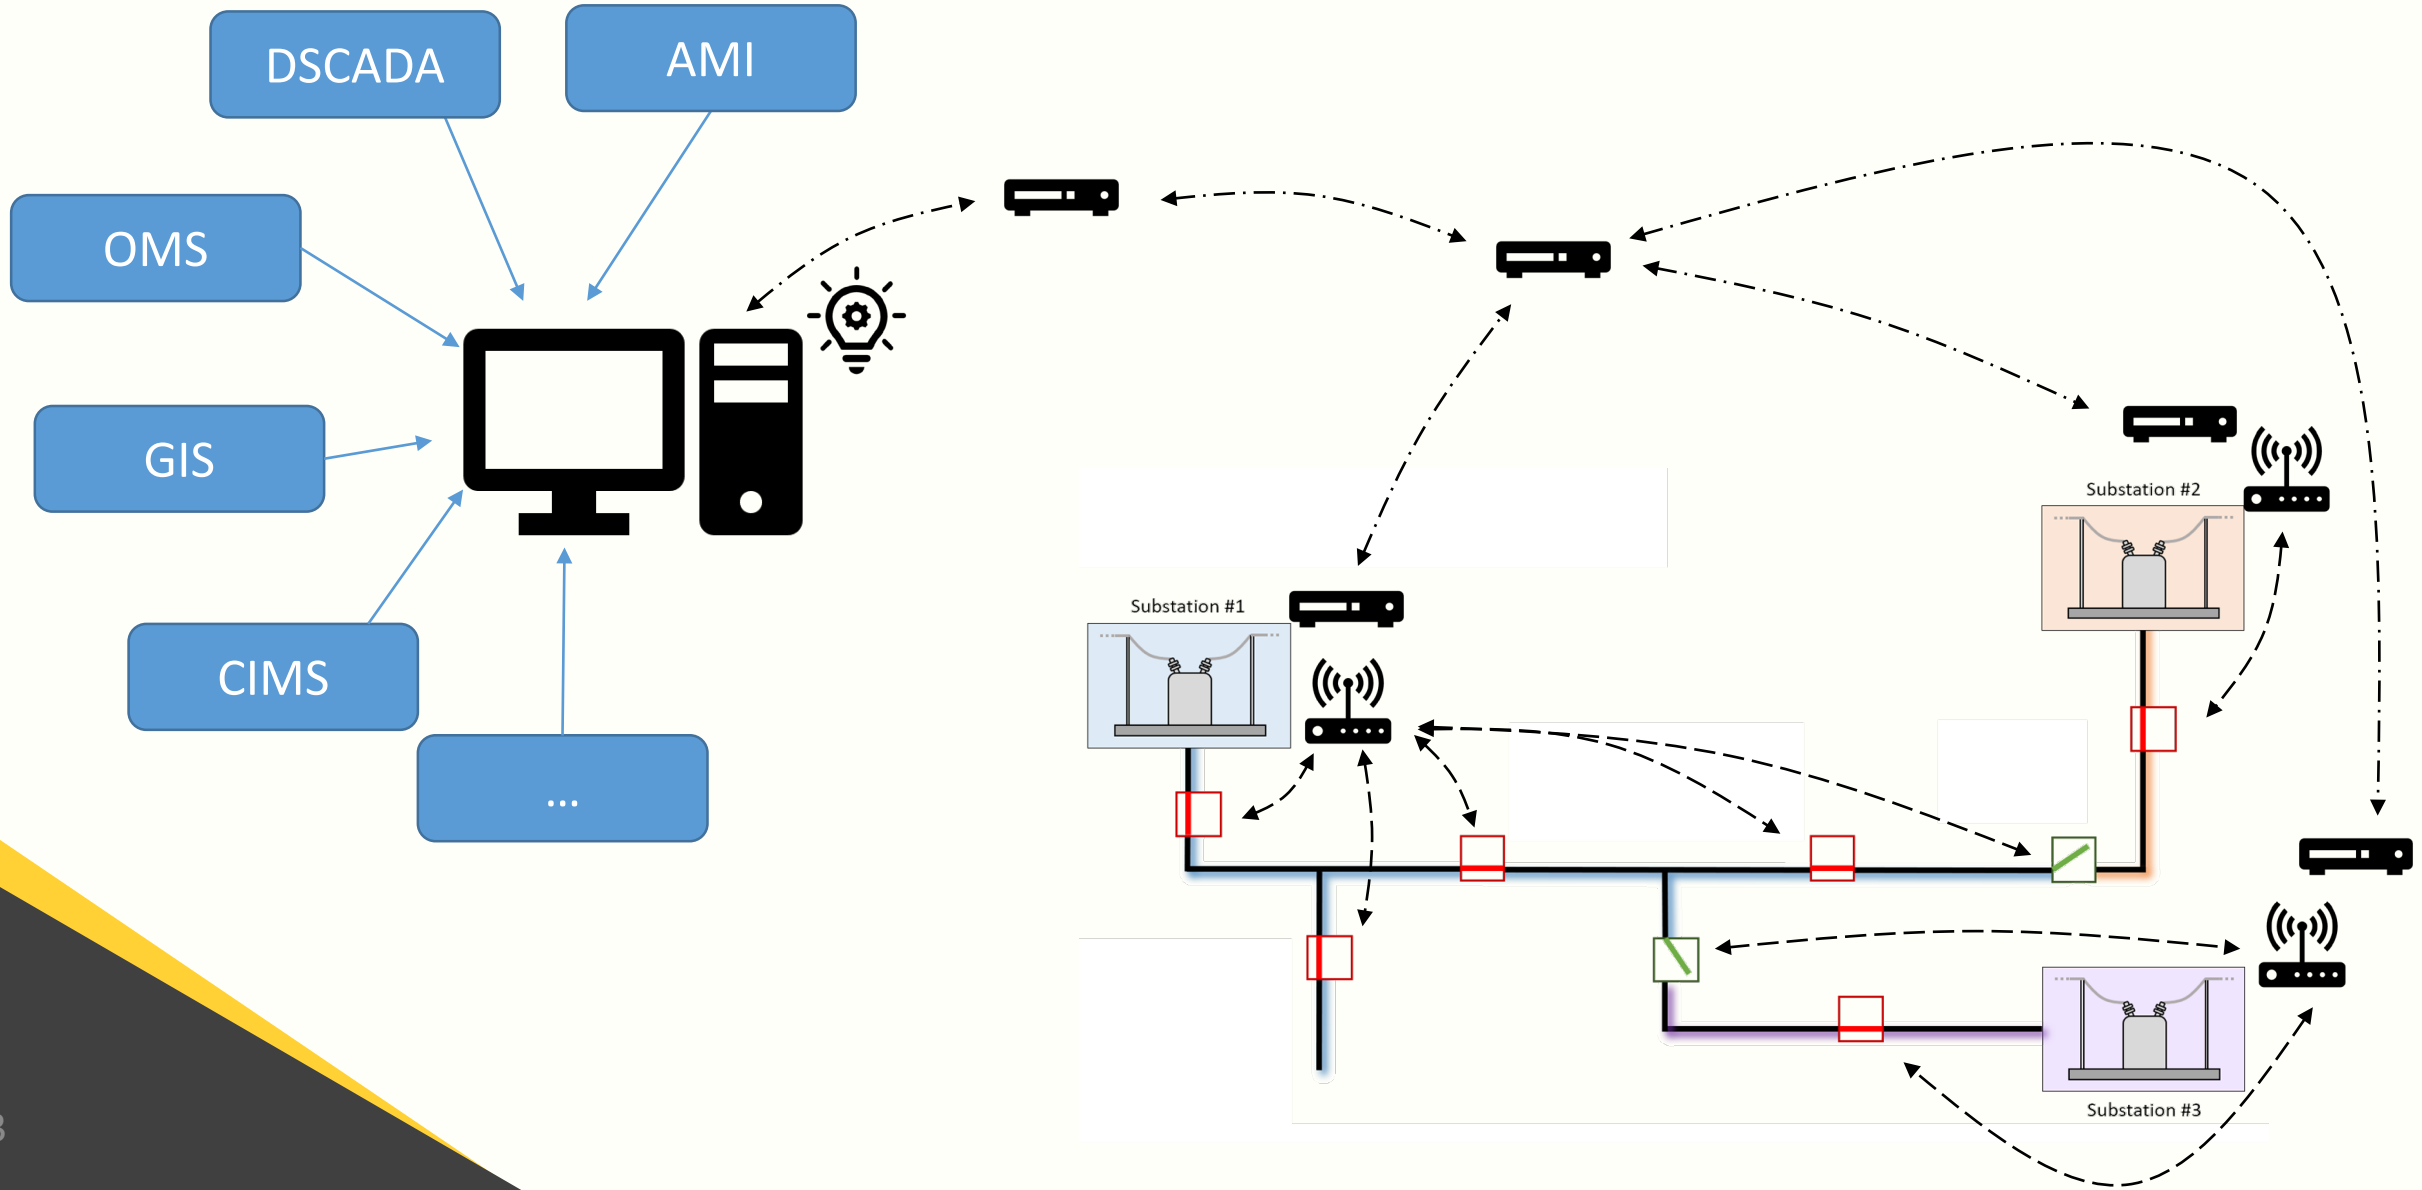 DSCADA
AMI
OMS
GIS
CIMS
...
Substation #1
Substation #2
Substation #3